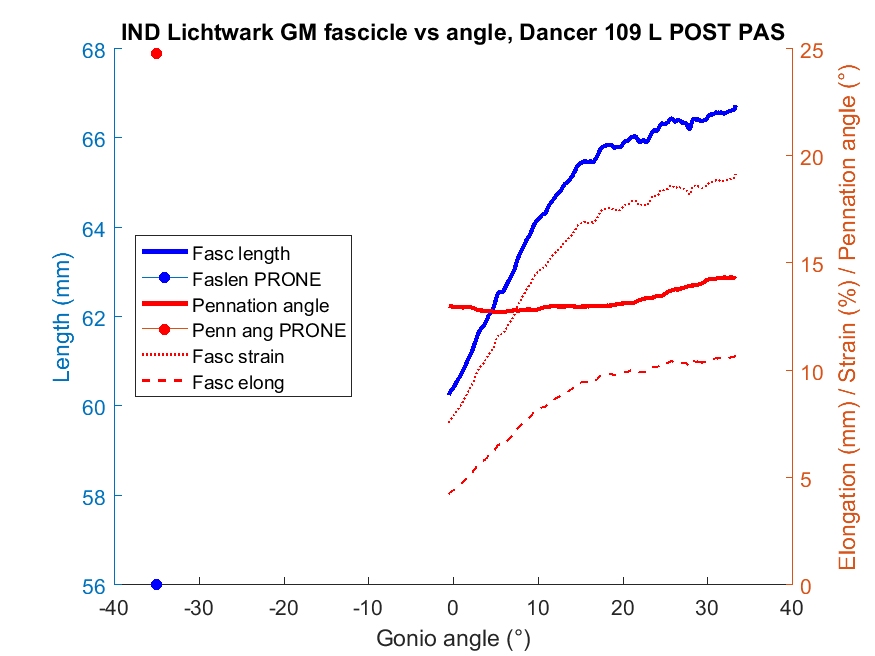 IND Lichtwark GM fascicle vs angle, Dancer 109 L POST PAS
68
66
64
62
60
58
56
Length (mm)
Fasc length
Faslen PRONE
Pennation angle
Penn ang PRONE
Fasc strain
Fasc elong
25
20
15
10
5
0
Elongation (mm) / Strain (%) / Pennation angle (°)
-40 -30 -20 -10 0 10 20 30 40
Gonio angle (°)